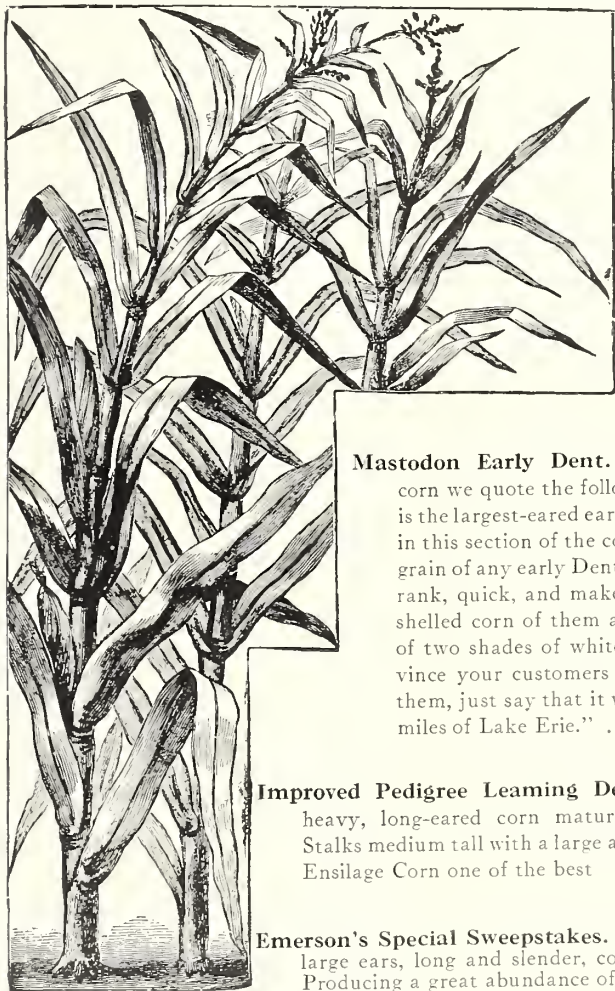 Mastodon Early Dent.
corn we quote the follo
is the largest-eared ear
in this section of the co
grain of any early Dent
rank, quick, and make
shelled corn of them a
of two shades of white
vince your customers
them, just say that it v
miles of Lake Erie." .
Improved Pedigree Leaming De
heavy, long-eared corn matur
Stalks medium tall with a large a
Ensilage Corn one of the best
Emerson's Special Sweepstakes.
large ears, long and slender, co
Producing a great abundance of